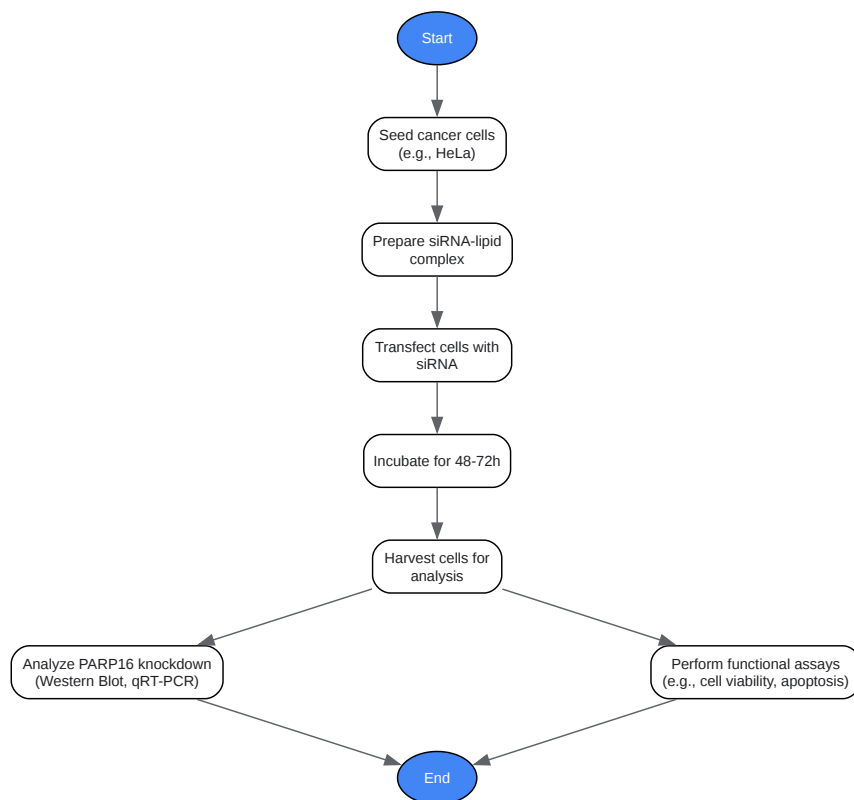 Start
Seed cancer cells
(e.g., HeLa)
Prepare siRNA-lipid
complex
Transfect cells with
siRNA
Incubate for 48-72h
Harvest cells for
analysis
Analyze PARP16 knockdown
(Western Blot, qRT-PCR)
Perform functional assays
(e.g., cell viability, apoptosis)
End